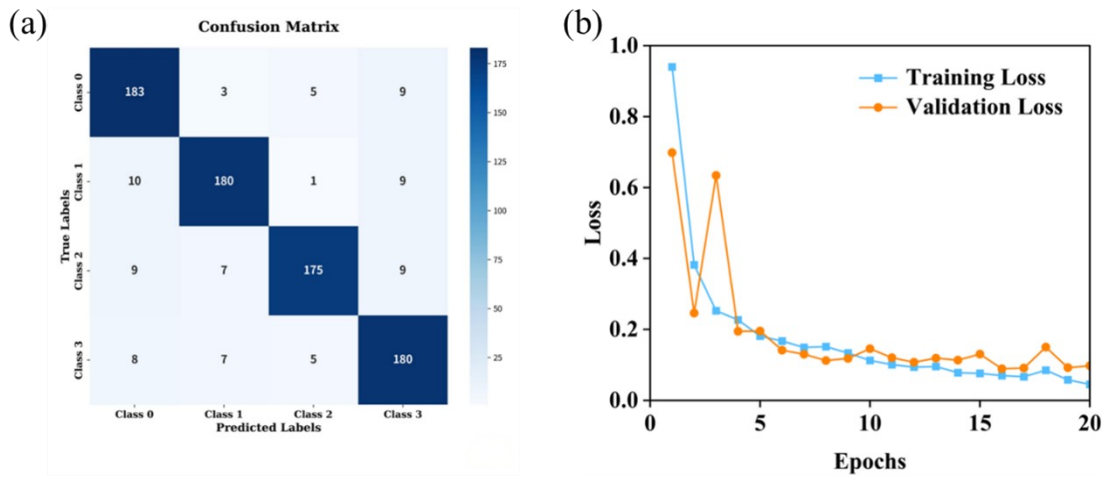 (a)
Confusion Matrix
True Labels
Class 0
183 3 5 9
Class 1
10 180 1 9
Class 2
9 7 175 9
Class 3
8 7 5 180
Class 0 Class 1 Class 2 Class 3
Predicted Labels
175
150
125
100
75
50
25
(b)
Training Loss
Validation Loss
Loss
1.0
0.8
0.6
0.4
0.2
0.0
0 5 10 15 20
Epochs